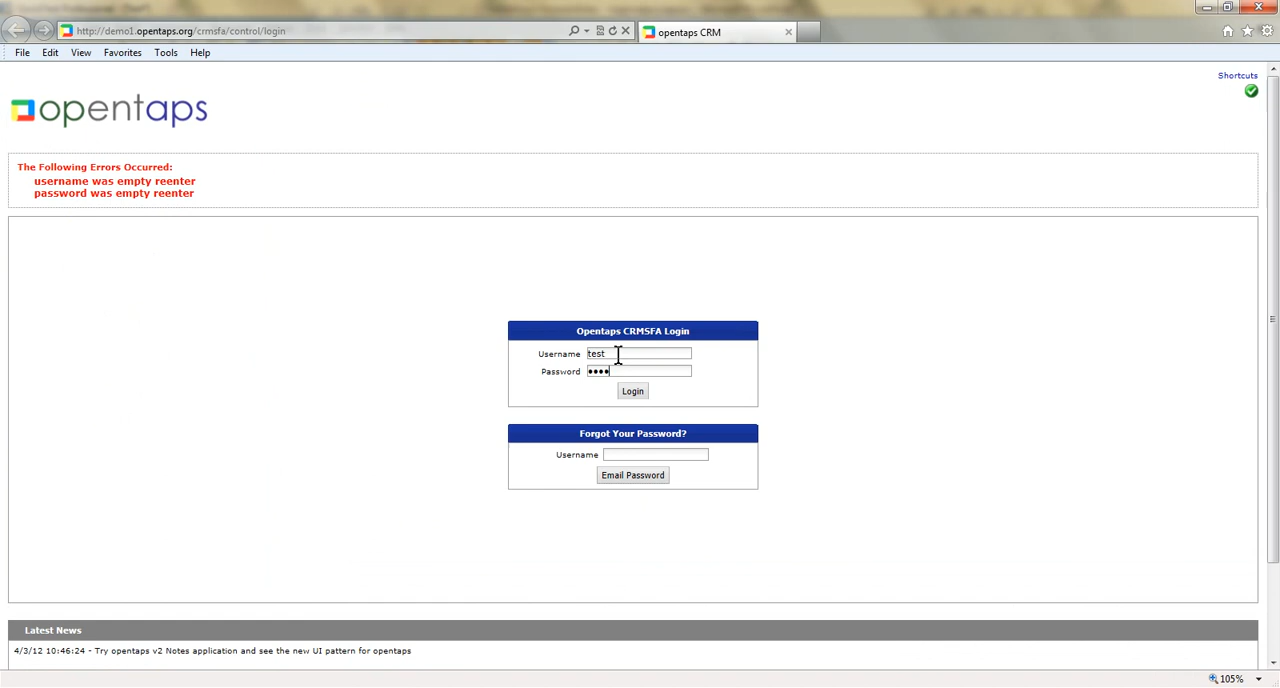 http://demo1.opentaps.org/crmsfa/control/login
opentaps CRM
File Edit View Favorites Tools Help
Shortcuts
opentaps
The Following Errors Occurred:
username was empty reenter
password was empty reenter
Opentaps CRMSFA Login
Username test
Password ••••
Login
Forgot Your Password?
Username
Email Password
Latest News
4/3/12 10:46:24 - Try opentaps v2 Notes application and see the new UI pattern for opentaps
105%